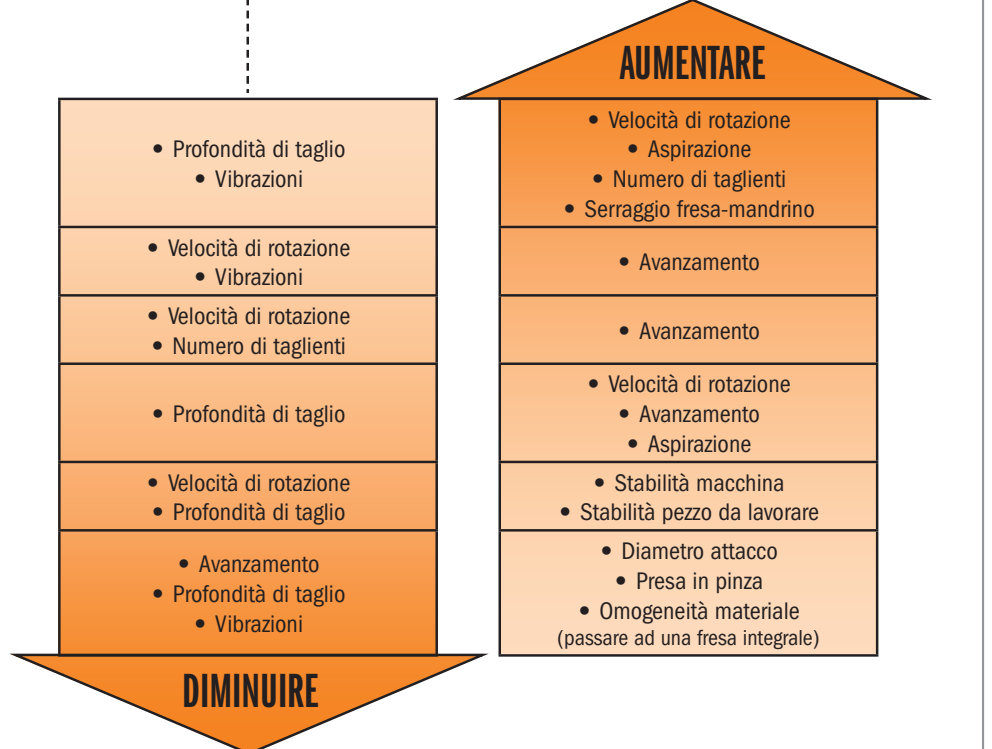 AUMENTARE
• Profondità di taglio
• Vibrazioni
• Velocità di rotazione
• Aspirazione
• Numero di taglienti
• Serraggio fresa-mandrino
• Velocità di rotazione
• Vibrazioni
• Avanzamento
• Velocità di rotazione
• Numero di taglienti
• Avanzamento
• Profondità di taglio
• Velocità di rotazione
• Avanzamento
• Aspirazione
• Velocità di rotazione
• Profondità di taglio
• Stabilità macchina
• Stabilità pezzo da lavorare
• Avanzamento
• Profondità di taglio
• Vibrazioni
• Diametro attacco
• Presa in pinza
• Omogeneità materiale
(passare ad una fresa integrale)
DIMINUIRE